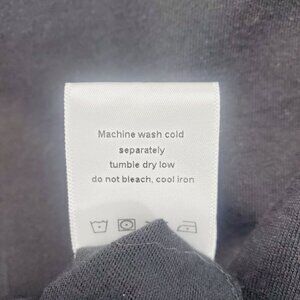 Machine wash cold
separately
tumble dry low
do not bleach, cool iron